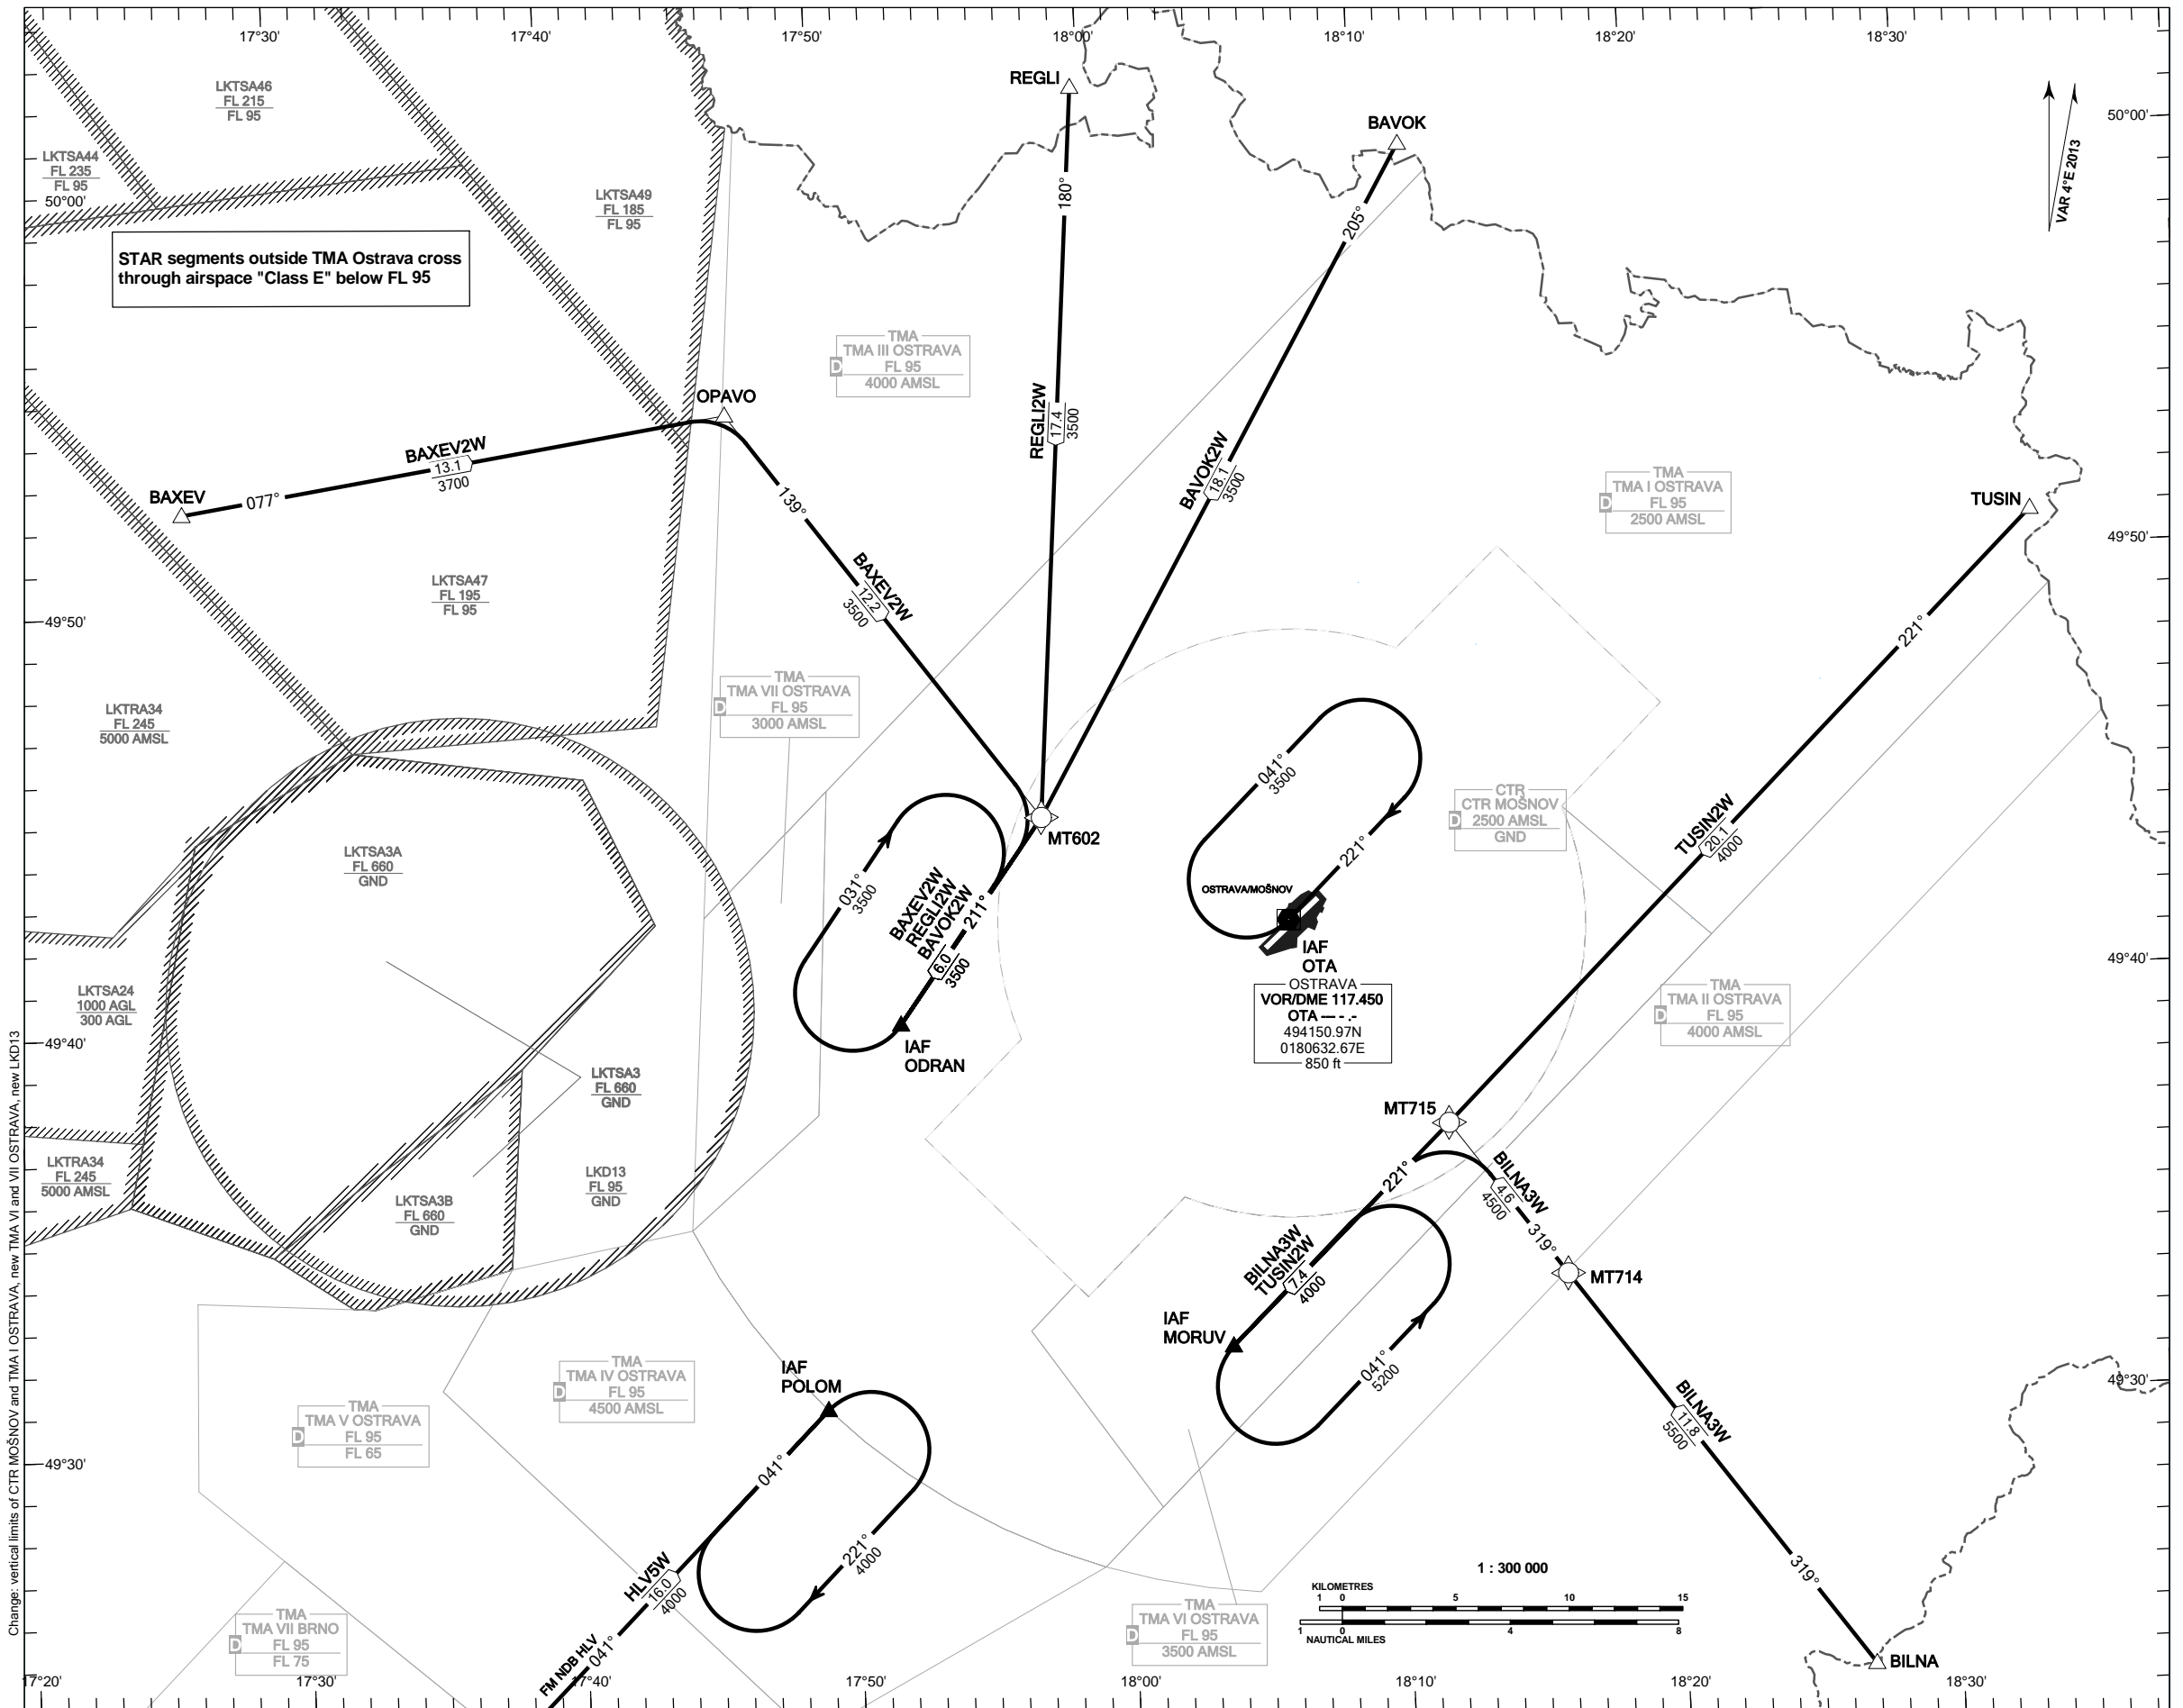 17°30'
17°40'
17°50'
18°00'
18°10'
18°20'
18°30'
LKTSA46
FL 215
FL 95
REGLI
BAVOK
50°00'
VAR 4°E 2013
LKTSA44
FL 235
FL 95
50°00'
LKTSA49
FL 185
FL 95
180°
205°
STAR segments outside TMA Ostrava cross
through airspace "Class E" below FL 95
TMA
TMA III OSTRAVA
D
FL 95
4000 AMSL
OPAVO
REGLI2W
17.4
3500
BAXEV2W
13.1
3700
BAVOK2W
18.1
3500
BAXEV
077°
139°
TMA
TMA I OSTRAVA
D
FL 95
2500 AMSL
TUSIN
49°50'
LKTSA47
FL 195
FL 95
BAXEV2W
12.2
3500
49°50'
221°
LKTRA34
FL 245
5000 AMSL
TMA
TMA VII OSTRAVA
D
FL 95
3000 AMSL
041°
3500
CTR
CTR MOŠNOV
D
2500 AMSL
GND
TUSIN2W
20.1
4000
MT602
221°
LKTSA3A
FL 660
GND
031°
3500
BAXEV2W
REGLI2W
BAVOK2W
211°
6.0
3500
OSTRAVA/MOŠNOV
IAF
OTA
OSTRAVA
VOR/DME 117.450
OTA --- - .-
494150.97N
0180632.67E
850 ft
49°40'
LKTSA24
1000 AGL
300 AGL
TMA
TMA II OSTRAVA
D
FL 95
4000 AMSL
49°40'
IAF
ODRAN
LKTSA3
FL 660
GND
MT715
LKTRA34
FL 245
5000 AMSL
LKD13
FL 95
GND
LKTSA3B
FL 660
GND
221°
BILNA3W
4.6
4500
319°
MT714
BILNA3W
TUSIN2W
7.4
4000
IAF
MORUV
041°
5200
49°30'
IAF
POLOM
TMA
TMA IV OSTRAVA
D
FL 95
4500 AMSL
TMA
TMA V OSTRAVA
D
FL 95
FL 65
BILNA3W
11.8
5500
49°30'
041°
221°
4000
HLV5W
16.0
4000
319°
1 : 300 000
KILOMETRES
1 0 5 10 15
1 0 4 8
NAUTICAL MILES
TMA
TMA VI OSTRAVA
D
FL 95
3500 AMSL
TMA
TMA VII BRNO
D
FL 95
FL 75
FM NDB HLV
041°
BILNA
17°20'
17°30'
17°40'
17°50'
18°00'
18°10'
18°20'
18°30'
Change: vertical limits of CTR MOŠNOV and TMA I OSTRAVA, new TMA VI and VII OSTRAVA, new LKD13